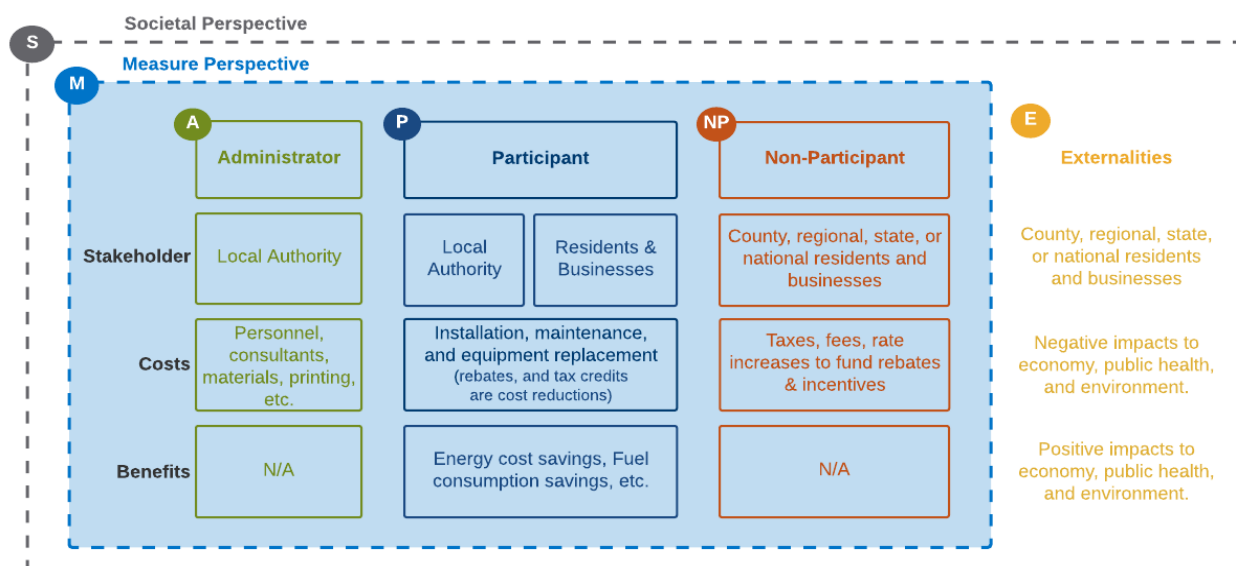 Societal Perspective
S
Measure Perspective
M
A
P
NP
E
Administrator
Participant
Non-Participant
Externalities
Stakeholder
Local Authority
Local
Authority
Residents &
Businesses
County, regional, state, or
national residents and
businesses
County, regional, state,
or national residents
and businesses
Costs
Personnel,
consultants,
materials, printing,
etc.
Installation, maintenance,
and equipment replacement
(rebates, and tax credits
are cost reductions)
Taxes, fees, rate
increases to fund rebates
& incentives
Negative impacts to
economy, public health,
and environment.
Benefits
N/A
Energy cost savings, Fuel
consumption savings, etc.
N/A
Positive impacts to
economy, public health,
and environment.